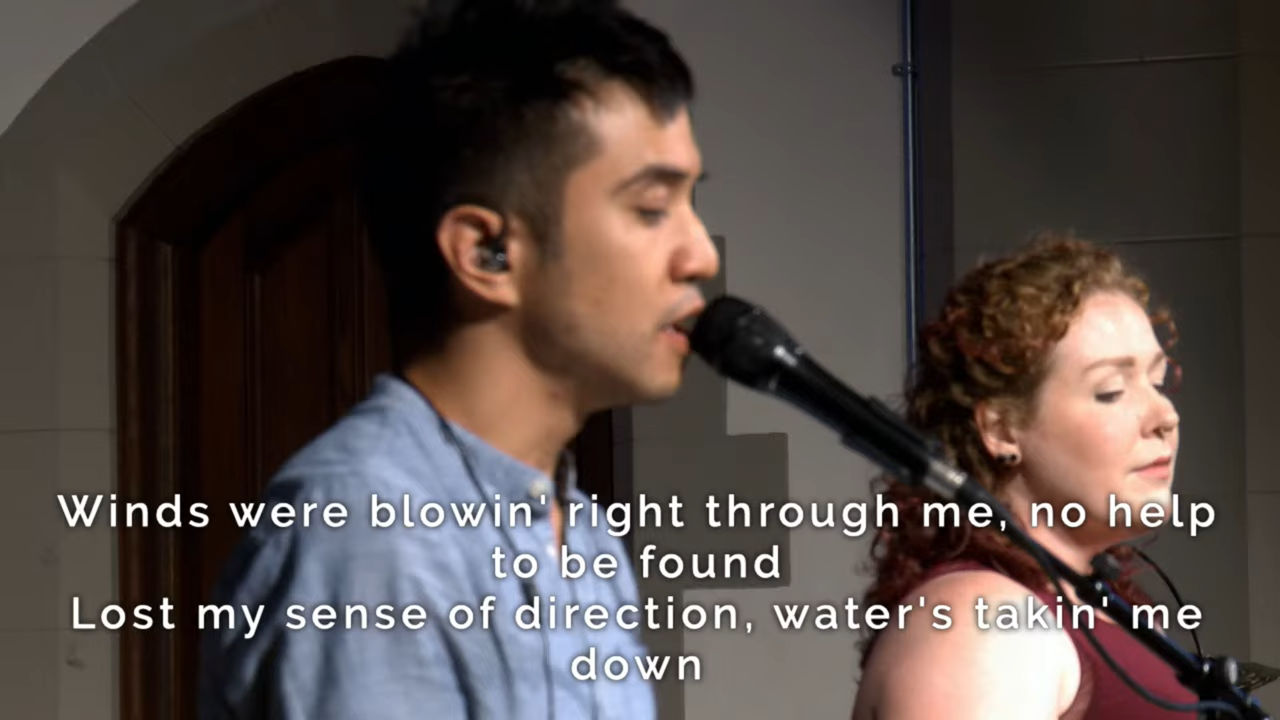 Winds were blowin' right through me, no help
to be found
Lost my sense of direction, water's takin' me
down